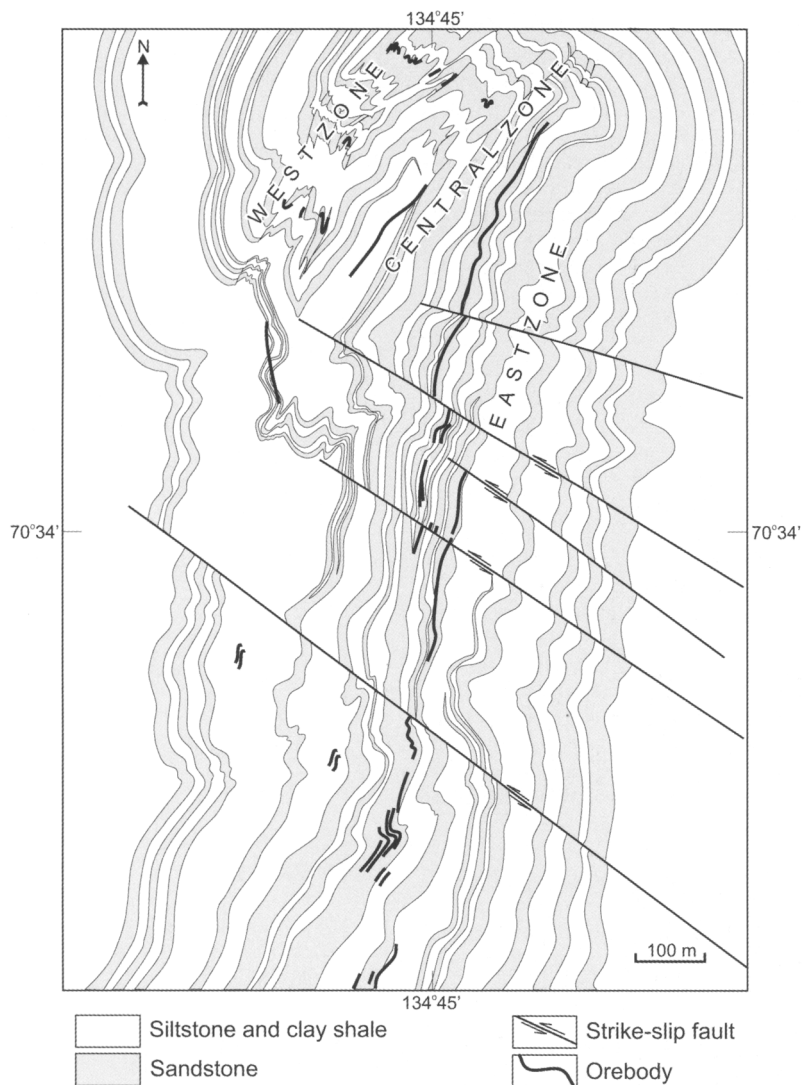 134°45'
N
WEST ZONE
CENTRAL ZONE
EAST ZONE
70°34'
70°34'
100 m
134°45'
Siltstone and clay shale
Strike-slip fault
Sandstone
Orebody